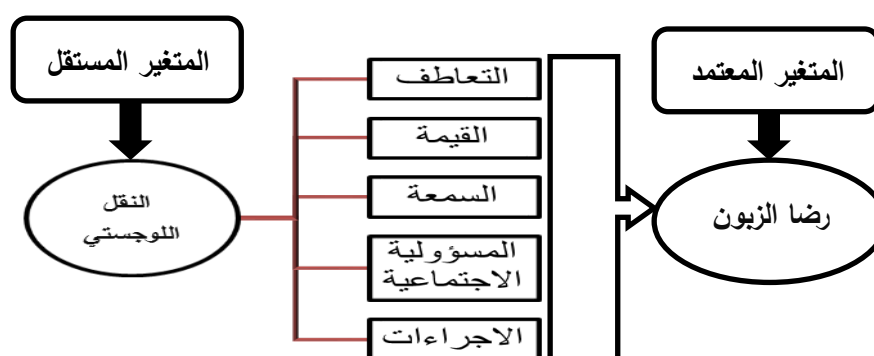 المتغير المستقل
المتغير المعتمد
النقل
اللوجستي
التعاطف
القيمة
السمعة
المسؤولية
الاجتماعية
الاجراءات
رضا الزبون